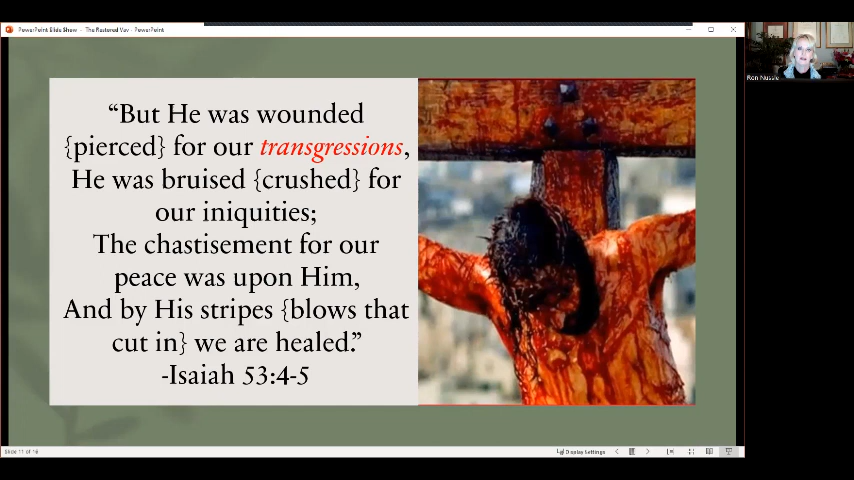 PowerPoint Slide Show - The Restored Vav - PowerPoint
Ron Nussle
“But He was wounded
{pierced} for our transgressions,
He was bruised {crushed} for
our iniquities;
The chastisement for our
peace was upon Him,
And by His stripes {blows that
cut in} we are healed.”
-Isaiah 53:4-5
Slide 11 of 16
Display Settings